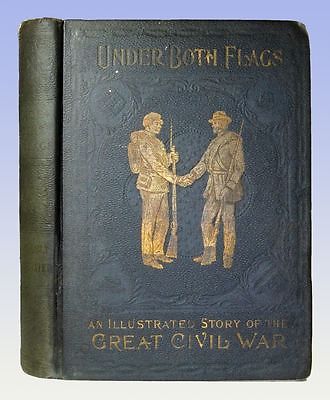 UNDER BOTH FLAGS
AN ILLUSTRATED STORY OF THE
GREAT CIVIL WAR